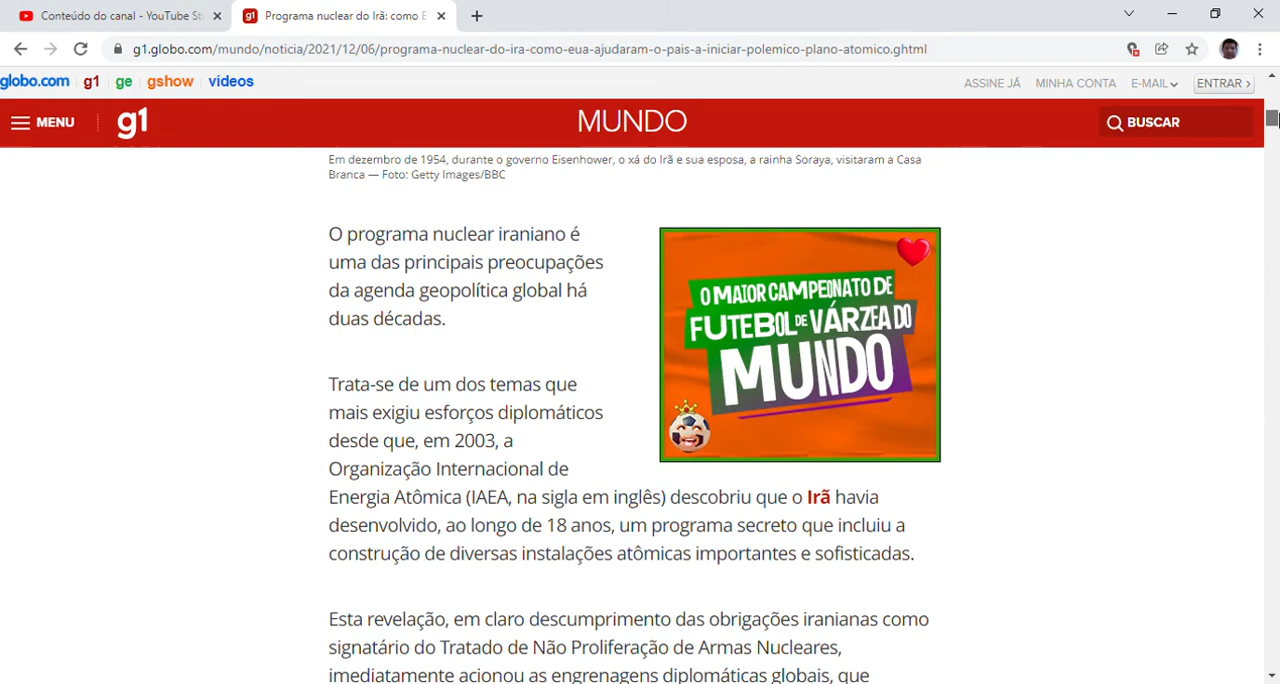 Conteúdo do canal - YouTube St
Programa nuclear do Irã: como E
g1.globo.com/mundo/noticia/2021/12/06/programa-nuclear-do-ira-como-eua-ajudaram-o-pais-a-iniciar-polemico-plano-atomico.ghtml
globo.com g1 ge gshow vídeos ASSINE JÁ MINHA CONTA E-MAIL ENTRAR ›
MENU g1 MUNDO BUSCAR
Em dezembro de 1954, durante o governo Eisenhower, o xá do Irã e sua esposa, a rainha Soraya, visitaram a Casa
Branca — Foto: Getty Images/BBC
O programa nuclear iraniano é
uma das principais preocupações
da agenda geopolítica global há
duas décadas.
O MAIOR CAMPEONATO DE
FUTEBOL DE VÁRZEA DO
MUNDO
Trata-se de um dos temas que
mais exigiu esforços diplomáticos
desde que, em 2003, a
Organização Internacional de
Energia Atômica (IAEA, na sigla em inglês) descobriu que o Irã havia
desenvolvido, ao longo de 18 anos, um programa secreto que incluiu a
construção de diversas instalações atômicas importantes e sofisticadas.
Esta revelação, em claro descumprimento das obrigações iranianas como
signatário do Tratado de Não Proliferação de Armas Nucleares,
imediatamente acionou as engrenagens diplomáticas globais, que